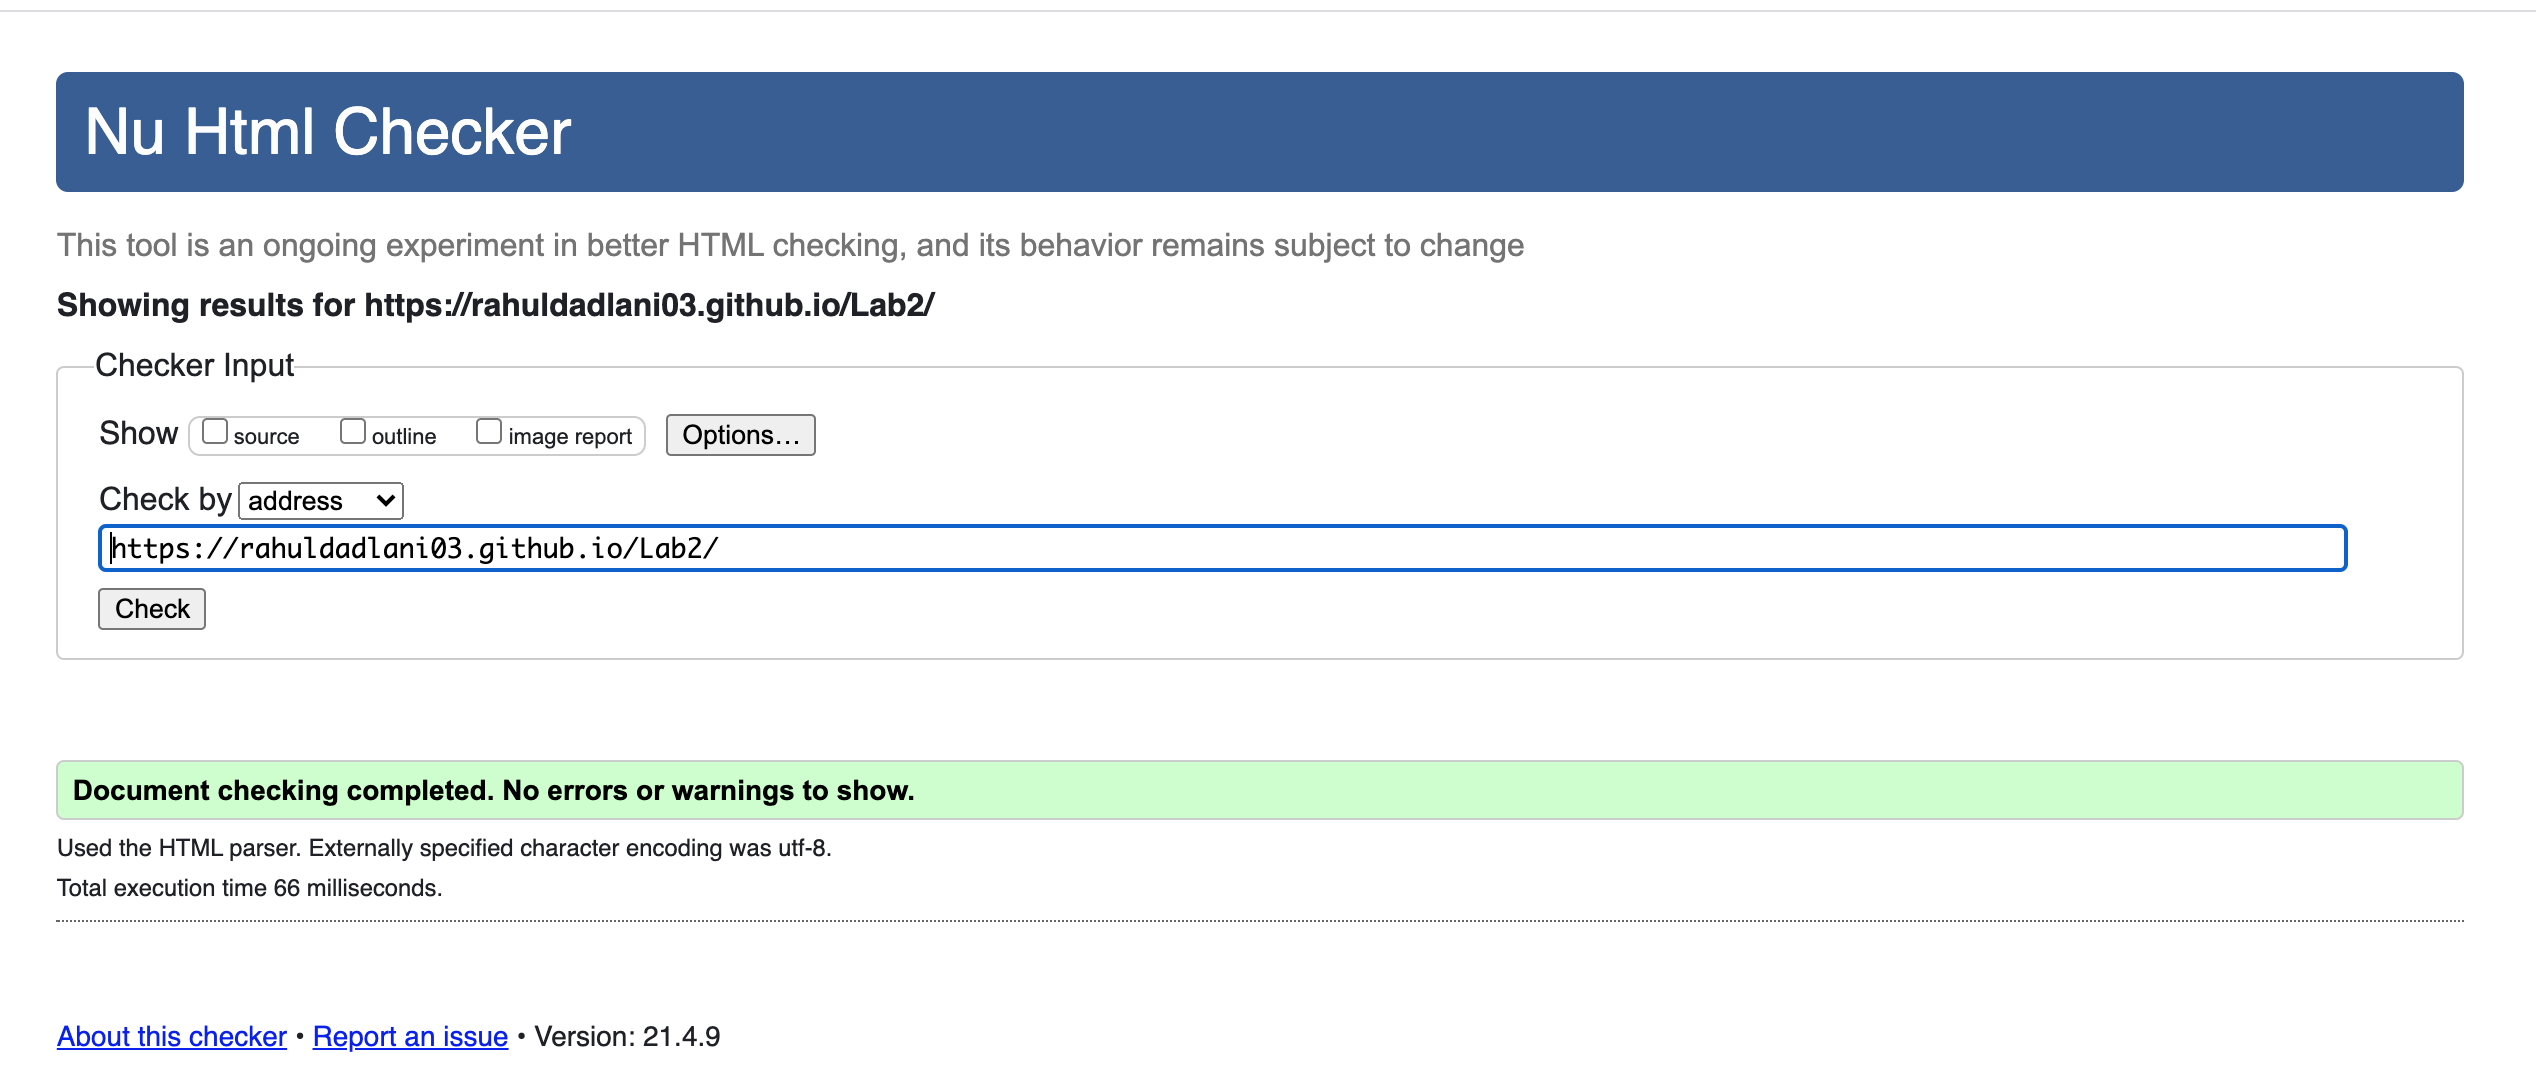 Nu Html Checker
This tool is an ongoing experiment in better HTML checking, and its behavior remains subject to change
Showing results for https://rahuldadlani03.github.io/Lab2/
Checker Input
Show source outline image report Options...
Check by address
https://rahuldadlani03.github.io/Lab2/
Check
Document checking completed. No errors or warnings to show.
Used the HTML parser. Externally specified character encoding was utf-8.
Total execution time 66 milliseconds.
About this checker • Report an issue • Version: 21.4.9